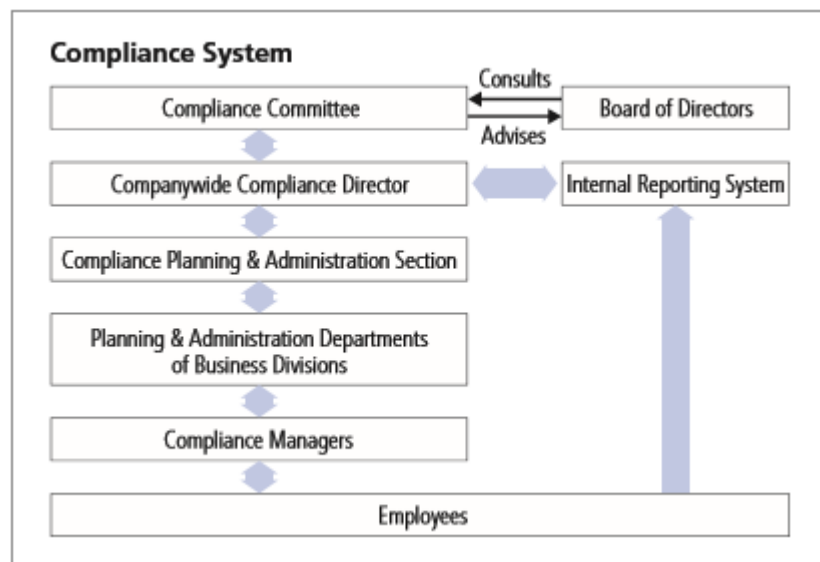 Compliance System
Consults
Compliance Committee
Board of Directors
Advises
Companywide Compliance Director
Internal Reporting System
Compliance Planning & Administration Section
Planning & Administration Departments
of Business Divisions
Compliance Managers
Employees